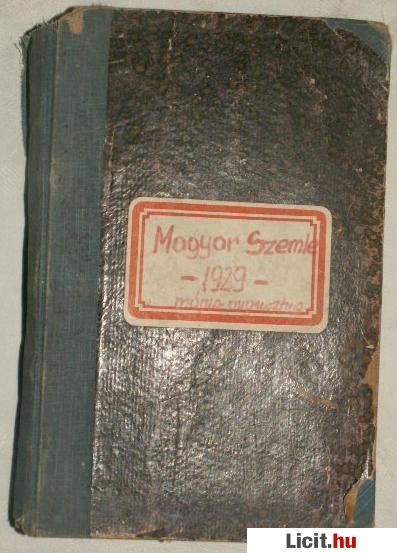 Magyar Szemle
- 1929 -
Licit.hu